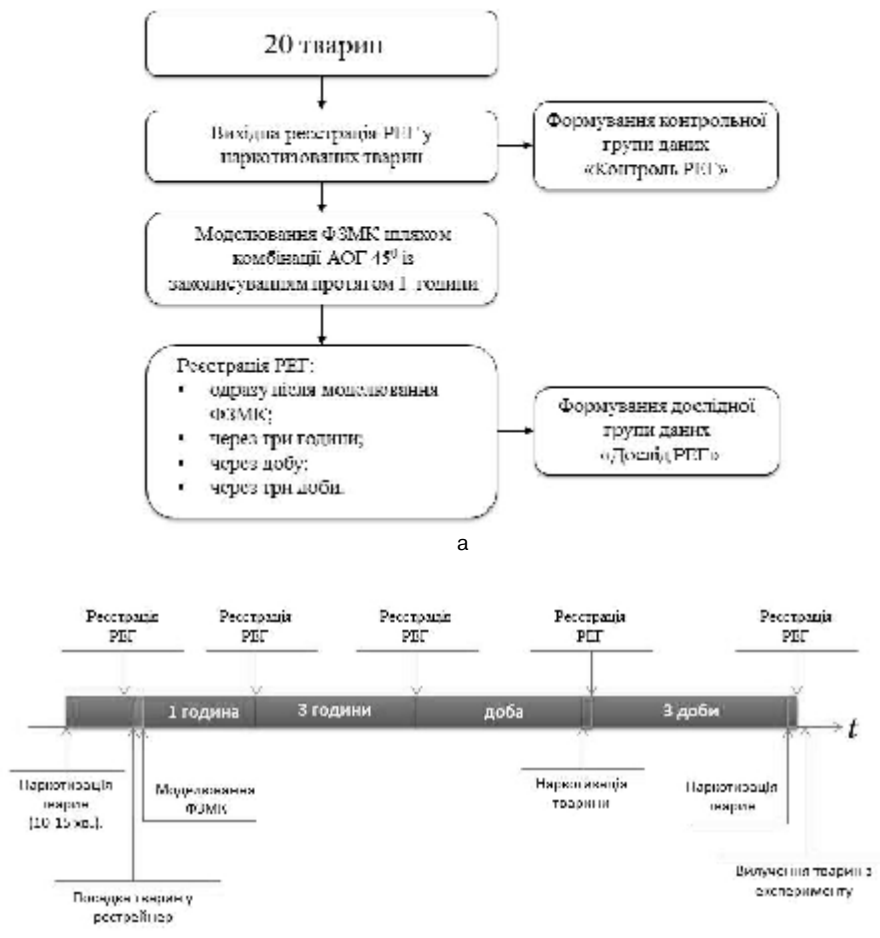 20 тварин
Вихідна реєстрація РЕГ у
наркотизованих тварин
Формування контрольної
групи даних
«Контроль РЕГ»
Моделювання ФЗМК шляхом
комбінації АОГ 45⁰ із
заколисуванням протягом 1 години
Реєстрація РЕГ:
▪ одразу після моделювання
ФЗМК;
▪ через три години;
▪ через добу;
▪ через три доби.
Формування дослідної
групи даних
«Дослід РЕГ»
а
Реєстрація
РЕГ
Реєстрація
РЕГ
Реєстрація
РЕГ
Реєстрація
РЕГ
Реєстрація
РЕГ
1 година
3 години
доба
3 доби
t
Наркотизація
тварин
(10-15 хв.).
Моделювання
ФЗМК
Наркотизація
тварини
Наркотизація
тварин
Посадка тварин у
рестрейнер
Вилучення тварин з
експерименту